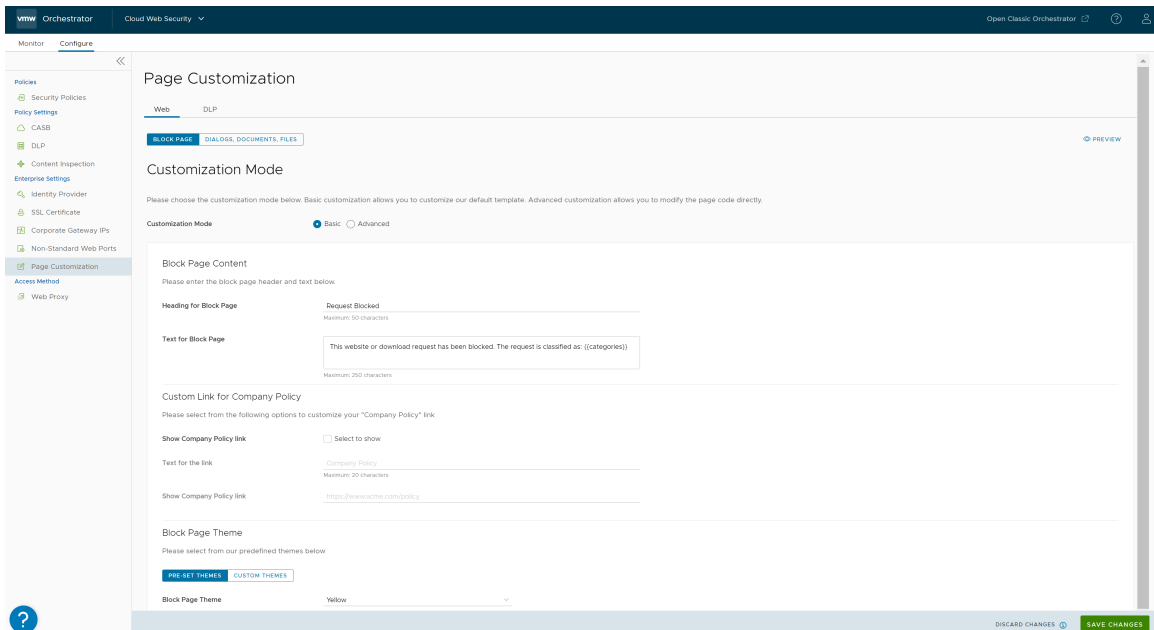 vmw Orchestrator Cloud Web Security Open Classic Orchestrator ?
Monitor Configure
Policies
Security Policies
Policy Settings
CASB
DLP
Content Inspection
Enterprise Settings
Identity Provider
SSL Certificate
Corporate Gateway IPs
Non-Standard Web Ports
Page Customization
Access Method
Web Proxy
Page Customization
Web DLP
BLOCK PAGE DIALOGS, DOCUMENTS, FILES PREVIEW
Customization Mode
Please choose the customization mode below. Basic customization allows you to customize our default template. Advanced customization allows you to modify the page code directly.
Customization Mode Basic Advanced
Block Page Content
Please enter the block page header and text below.
Heading for Block Page Request Blocked
Maximum: 50 characters
Text for Block Page
This website or download request has been blocked. The request is classified as: {{categories}}
Maximum: 250 characters
Custom Link for Company Policy
Please select from the following options to customize your "Company Policy" link
Show Company Policy link Select to show
Text for the link Company Policy
Maximum: 20 characters
Show Company Policy link https://www.acme.com/policy
Block Page Theme
Please select from our predefined themes below
PRE-SET THEMES CUSTOM THEMES
Block Page Theme Yellow
? DISCARD CHANGES SAVE CHANGES